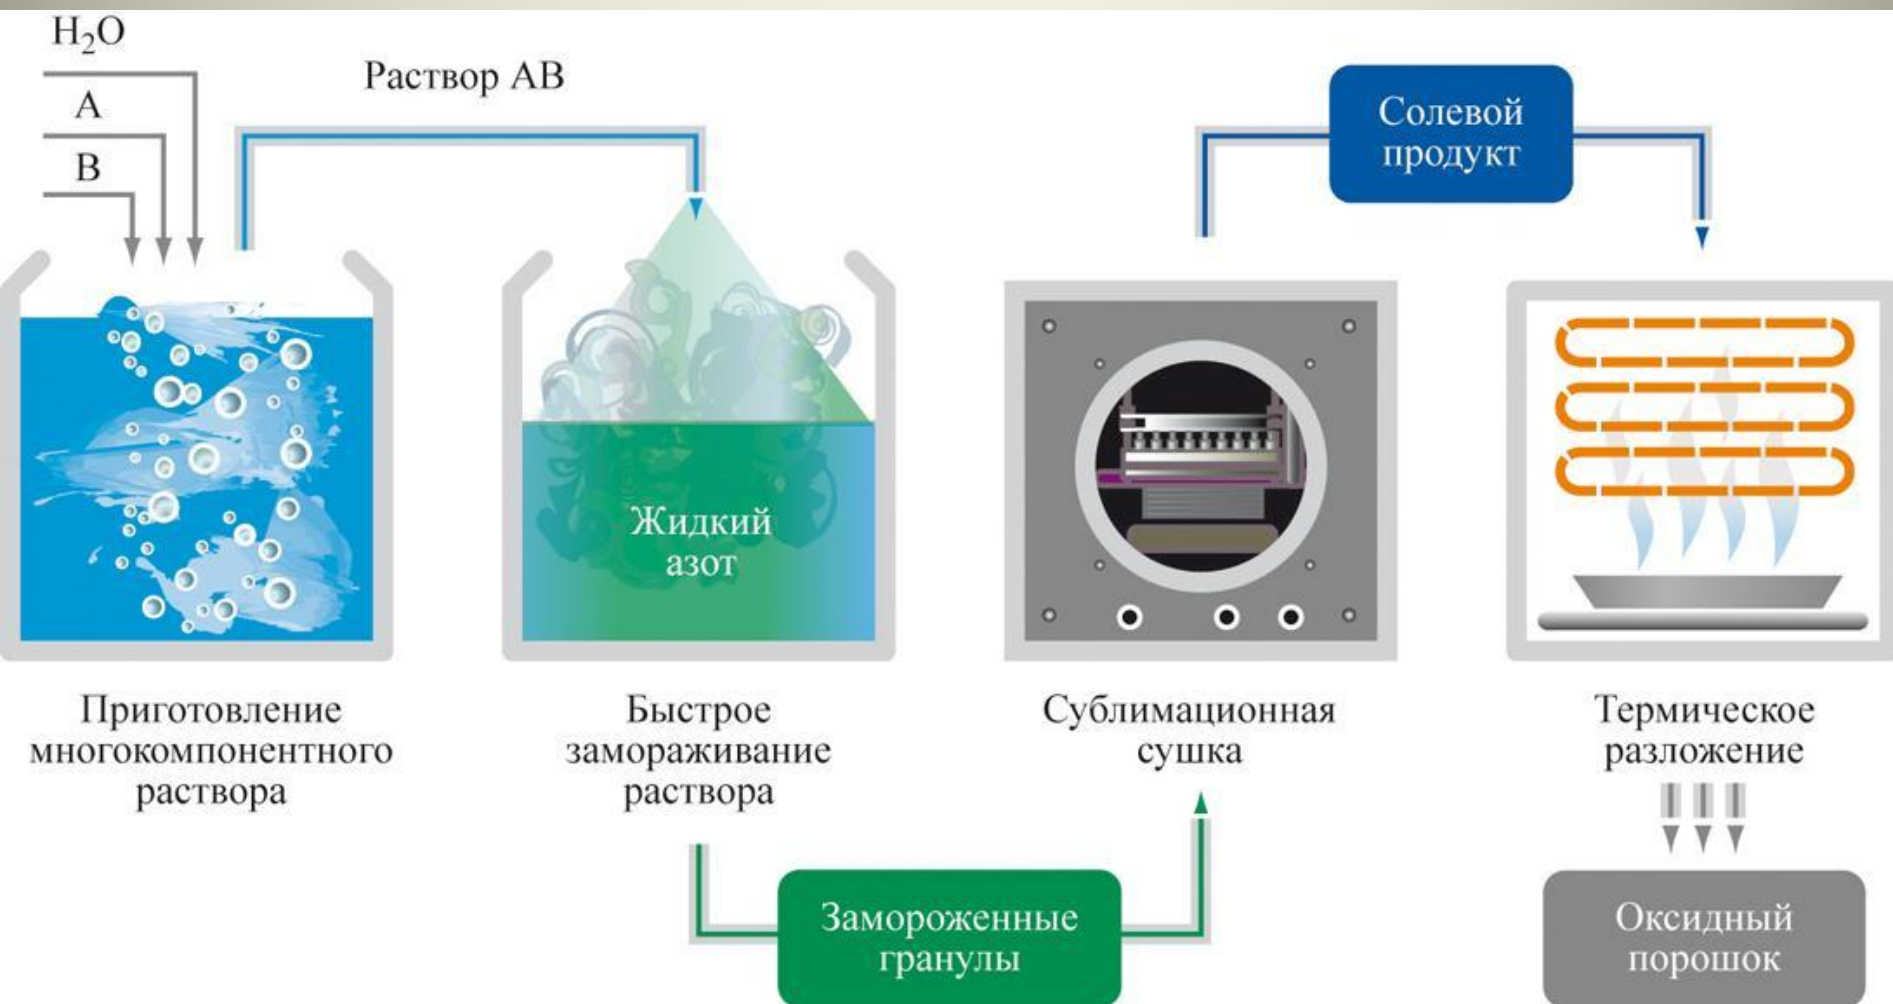 H₂O
A
B
Раствор AB
Солевой
продукт
Жидкий
азот
Приготовление
многокомпонентного
раствора
Быстрое
замораживание
раствора
Сублимационная
сушка
Термическое
разложение
Замороженные
гранулы
Оксидный
порошок